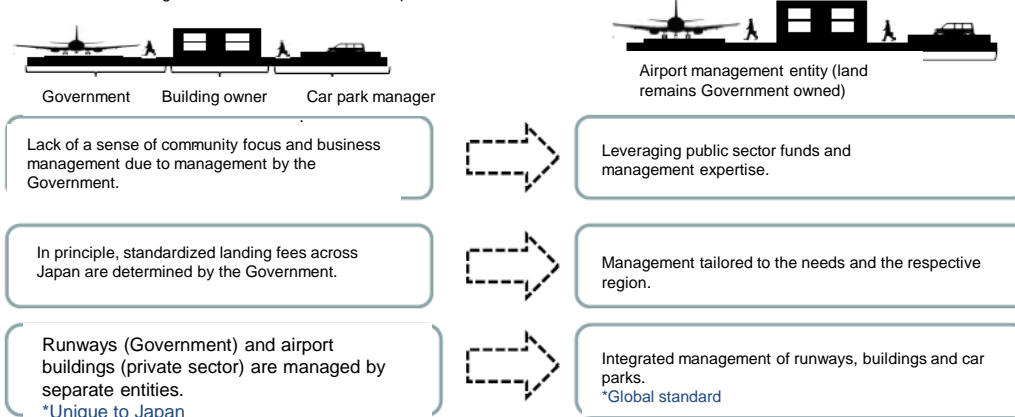 Government
Building owner
Car park manager
Airport management entity (land
remains Government owned)
Lack of a sense of community focus and business
management due to management by the
Government.
Leveraging public sector funds and
management expertise.
In principle, standardized landing fees across
Japan are determined by the Government.
Management tailored to the needs and the respective
region.
Runways (Government) and airport
buildings (private sector) are managed by
separate entities.
*Unique to Japan
Integrated management of runways, buildings and car
parks.
*Global standard